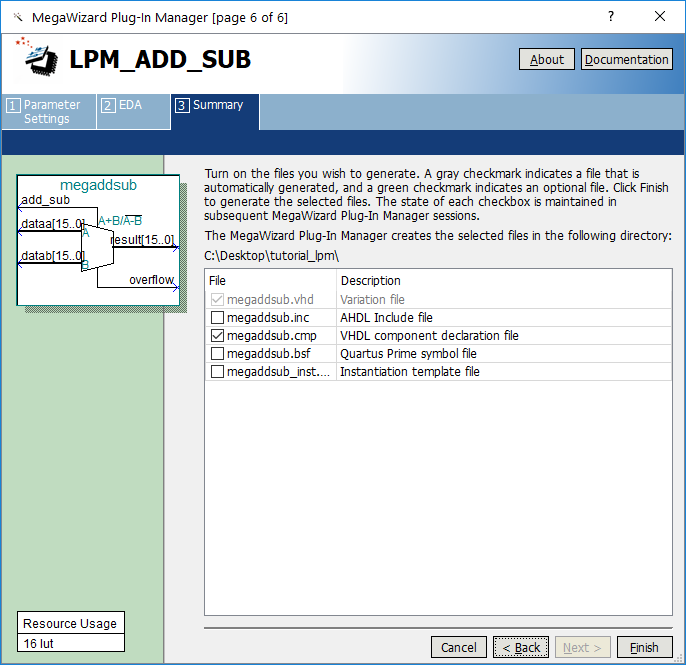 MegaWizard Plug-In Manager [page 6 of 6]
?
LPM_ADD_SUB
About
Documentation
1 Parameter
Settings
2 EDA
3 Summary
megaddsub
add_sub
A+B/A-B
dataa[15..0]
A
result[15..0]
datab[15..0]
B
overflow
Turn on the files you wish to generate. A gray checkmark indicates a file that is
automatically generated, and a green checkmark indicates an optional file. Click Finish
to generate the selected files. The state of each checkbox is maintained in
subsequent MegaWizard Plug-In Manager sessions.
The MegaWizard Plug-In Manager creates the selected files in the following directory:
C:\Desktop\tutorial_lpm\
File Description
megaddsub.vhd Variation file
megaddsub.inc AHDL Include file
megaddsub.cmp VHDL component declaration file
megaddsub.bsf Quartus Prime symbol file
megaddsub_inst.... Instantiation template file
Resource Usage
16 lut
Cancel
< Back
Next >
Finish